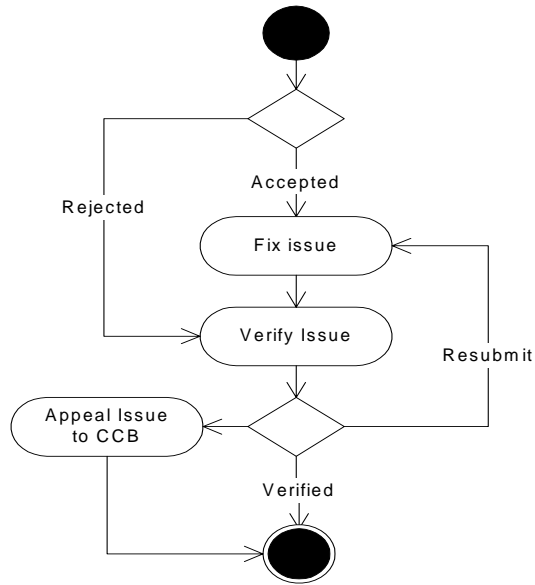 Accepted
Rejected
Fix issue
Verify Issue
Resubmit
Appeal Issue
to CCB
Verified